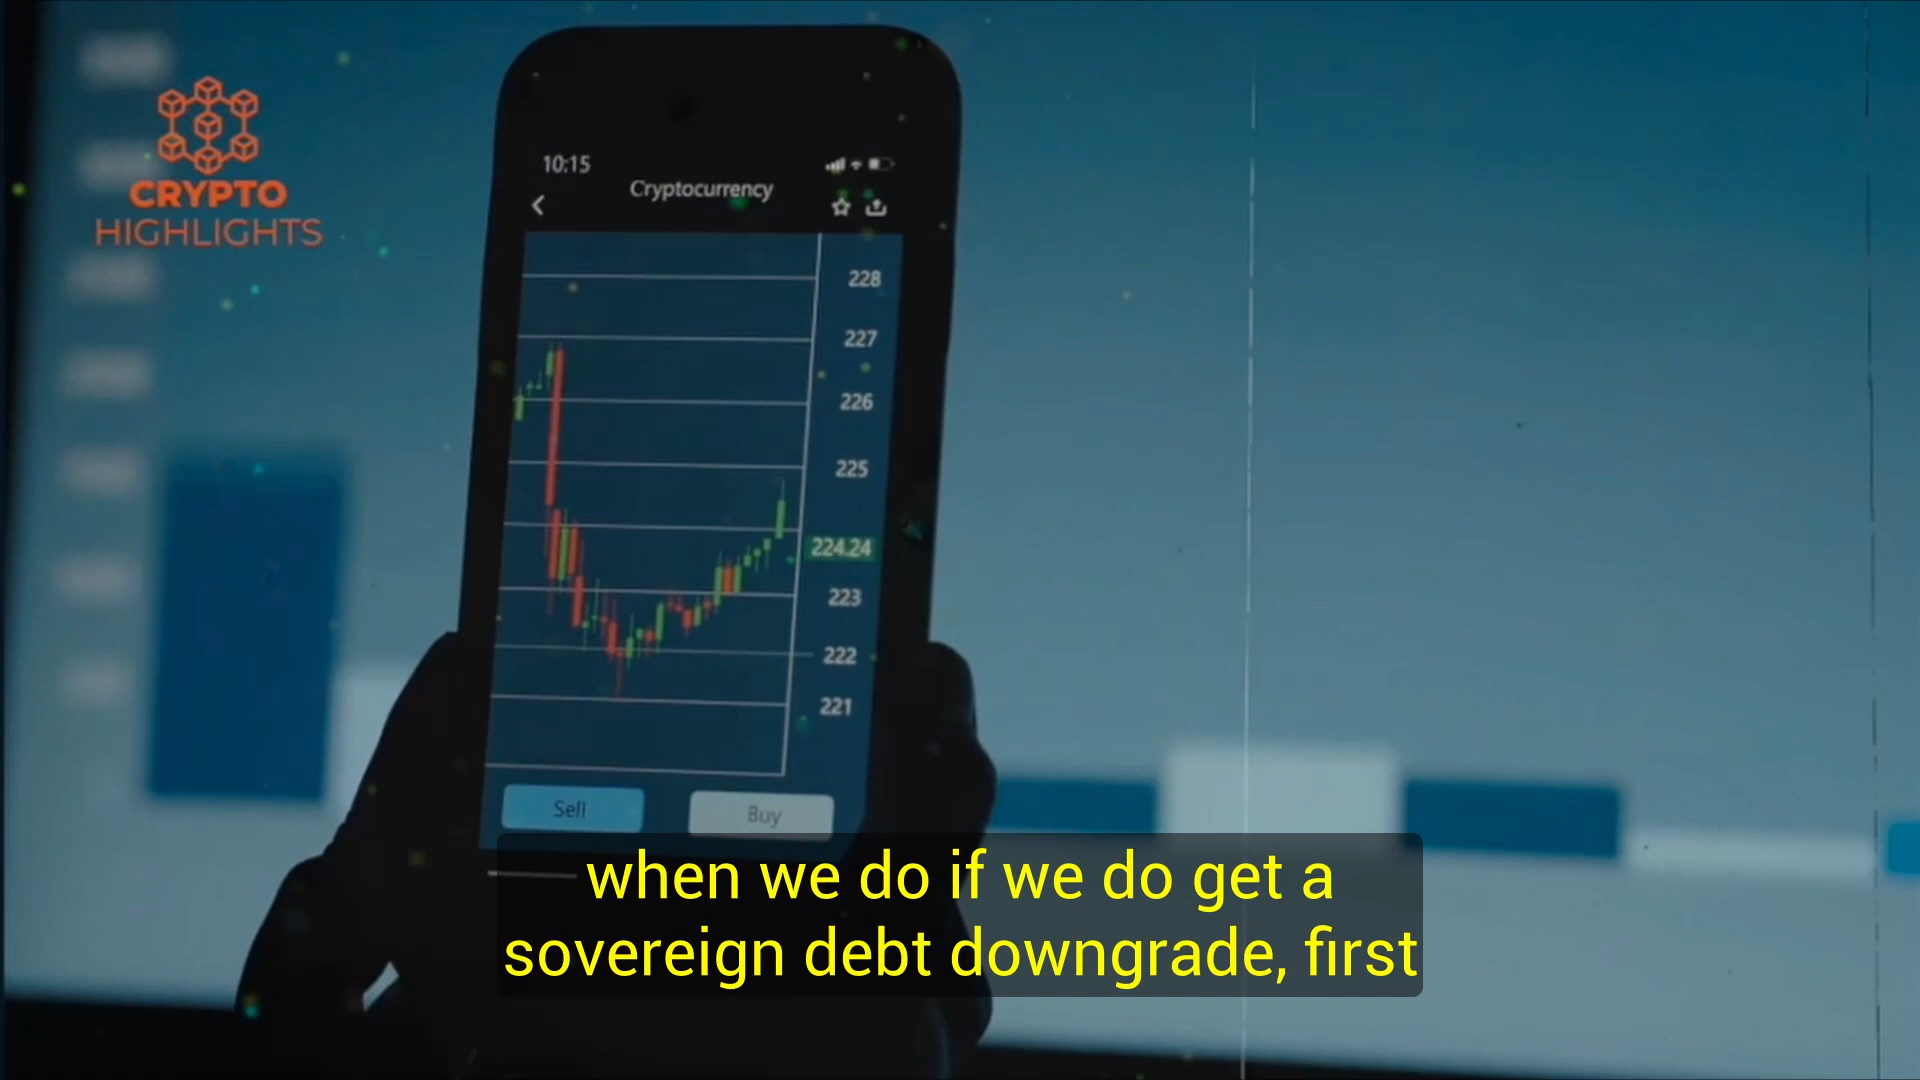 CRYPTO
HIGHLIGHTS
10:15
Cryptocurrency
228
227
226
225
224.24
223
222
221
Sell
Buy
when we do if we do get a
sovereign debt downgrade, first